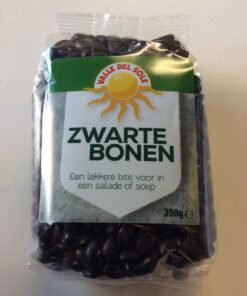 VALLE DEL SOLE
ZWARTE
BONEN
Een lekkere bite voor in
een salade of soep
350g e